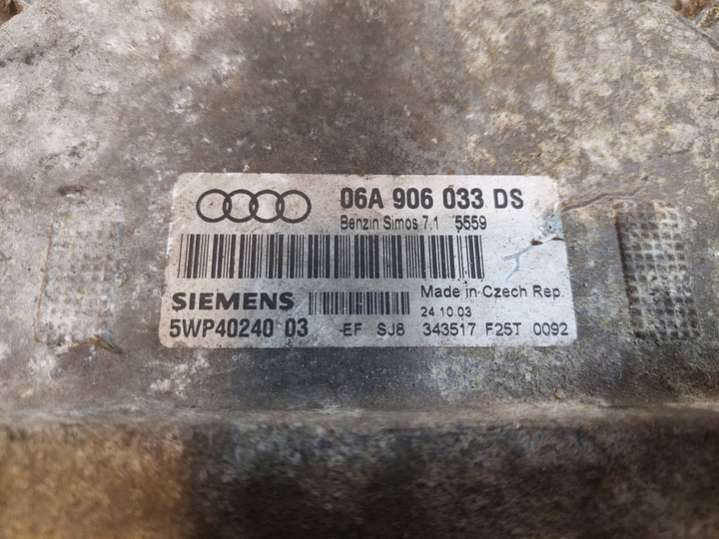 06A 906 033 DS
Benzin Simos 7.1 5559
SIEMENS
Made in Czech Rep.
24.10.03
5WP40240 03 -EF SJ8 343517 F25T 0092